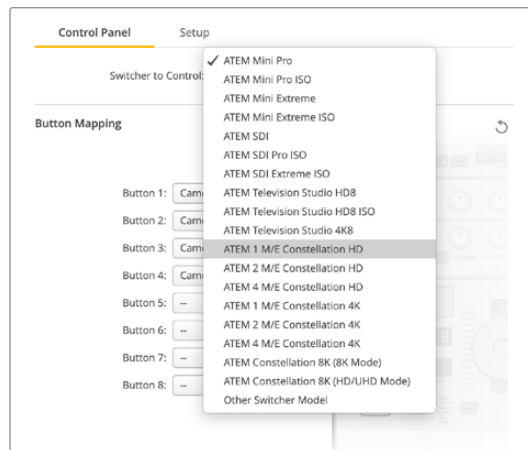 Control Panel Setup
Switcher to Control:
ATEM Mini Pro
ATEM Mini Pro ISO
ATEM Mini Extreme
ATEM Mini Extreme ISO
ATEM SDI
ATEM SDI Pro ISO
ATEM SDI Extreme ISO
ATEM Television Studio HD8
ATEM Television Studio HD8 ISO
ATEM Television Studio 4K8
ATEM 1 M/E Constellation HD
ATEM 2 M/E Constellation HD
ATEM 4 M/E Constellation HD
ATEM 1 M/E Constellation 4K
ATEM 2 M/E Constellation 4K
ATEM 4 M/E Constellation 4K
ATEM Constellation 8K (8K Mode)
ATEM Constellation 8K (HD/UHD Mode)
Other Switcher Model
Button Mapping
Button 1: Cam
Button 2: Cam
Button 3: Cam
Button 4: Cam
Button 5: --
Button 6: --
Button 7: --
Button 8: --